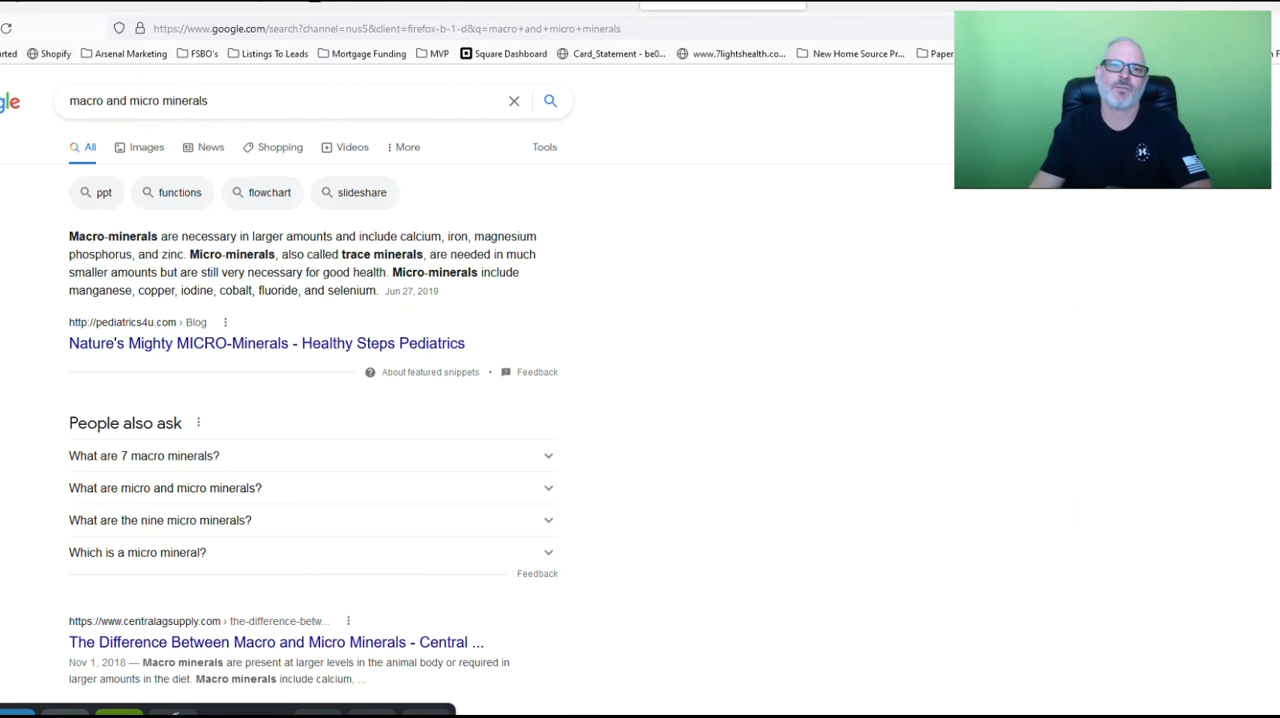 https://www.google.com/search?channel=nus5&client=firefox-b-1-d&q=macro+and+micro+minerals
rted Shopify Arsenal Marketing FSBO's Listings To Leads Mortgage Funding MVP Square Dashboard Card_Statement - be0... www.7lightshealth.co... New Home Source Pr... Paper
gle macro and micro minerals
All Images News Shopping Videos More Tools
ppt functions flowchart slideshare
Macro-minerals are necessary in larger amounts and include calcium, iron, magnesium
phosphorus, and zinc. Micro-minerals, also called trace minerals, are needed in much
smaller amounts but are still very necessary for good health. Micro-minerals include
manganese, copper, iodine, cobalt, fluoride, and selenium. Jun 27, 2019
http://pediatrics4u.com › Blog
Nature's Mighty MICRO-Minerals - Healthy Steps Pediatrics
About featured snippets • Feedback
People also ask
What are 7 macro minerals?
What are micro and micro minerals?
What are the nine micro minerals?
Which is a micro mineral?
Feedback
https://www.centralagsupply.com › the-difference-betw...
The Difference Between Macro and Micro Minerals - Central ...
Nov 1, 2018 — Macro minerals are present at larger levels in the animal body or required in
larger amounts in the diet. Macro minerals include calcium, ...